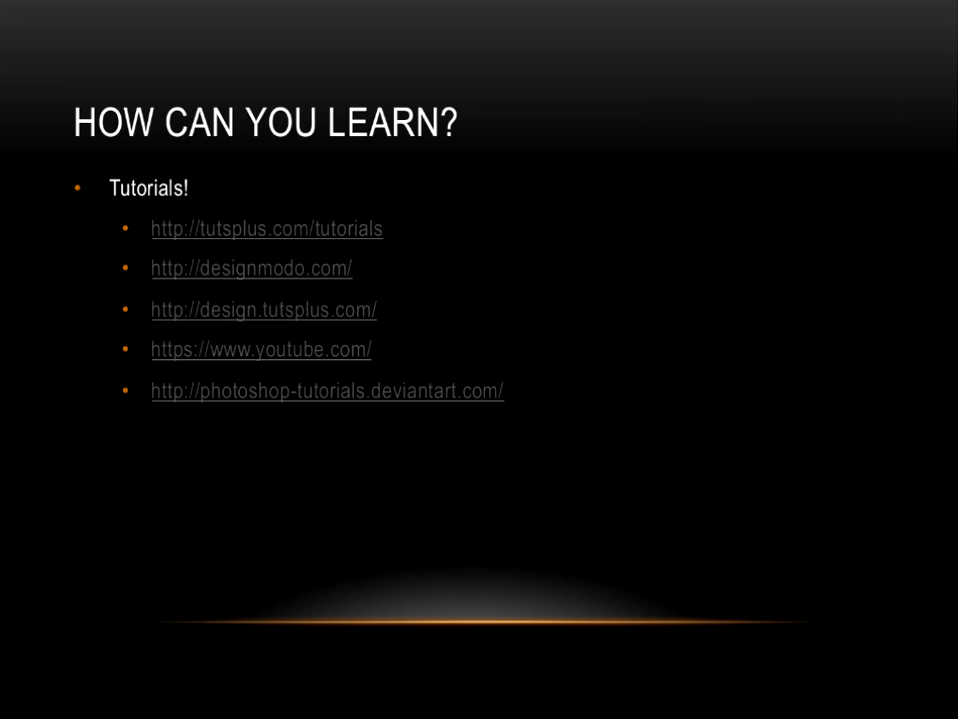 HOW CAN YOU LEARN?
• Tutorials!
• http://tutsplus.com/tutorials
• http://designmodo.com/
• http://design.tutsplus.com/
• https://www.youtube.com/
• http://photoshop-tutorials.deviantart.com/